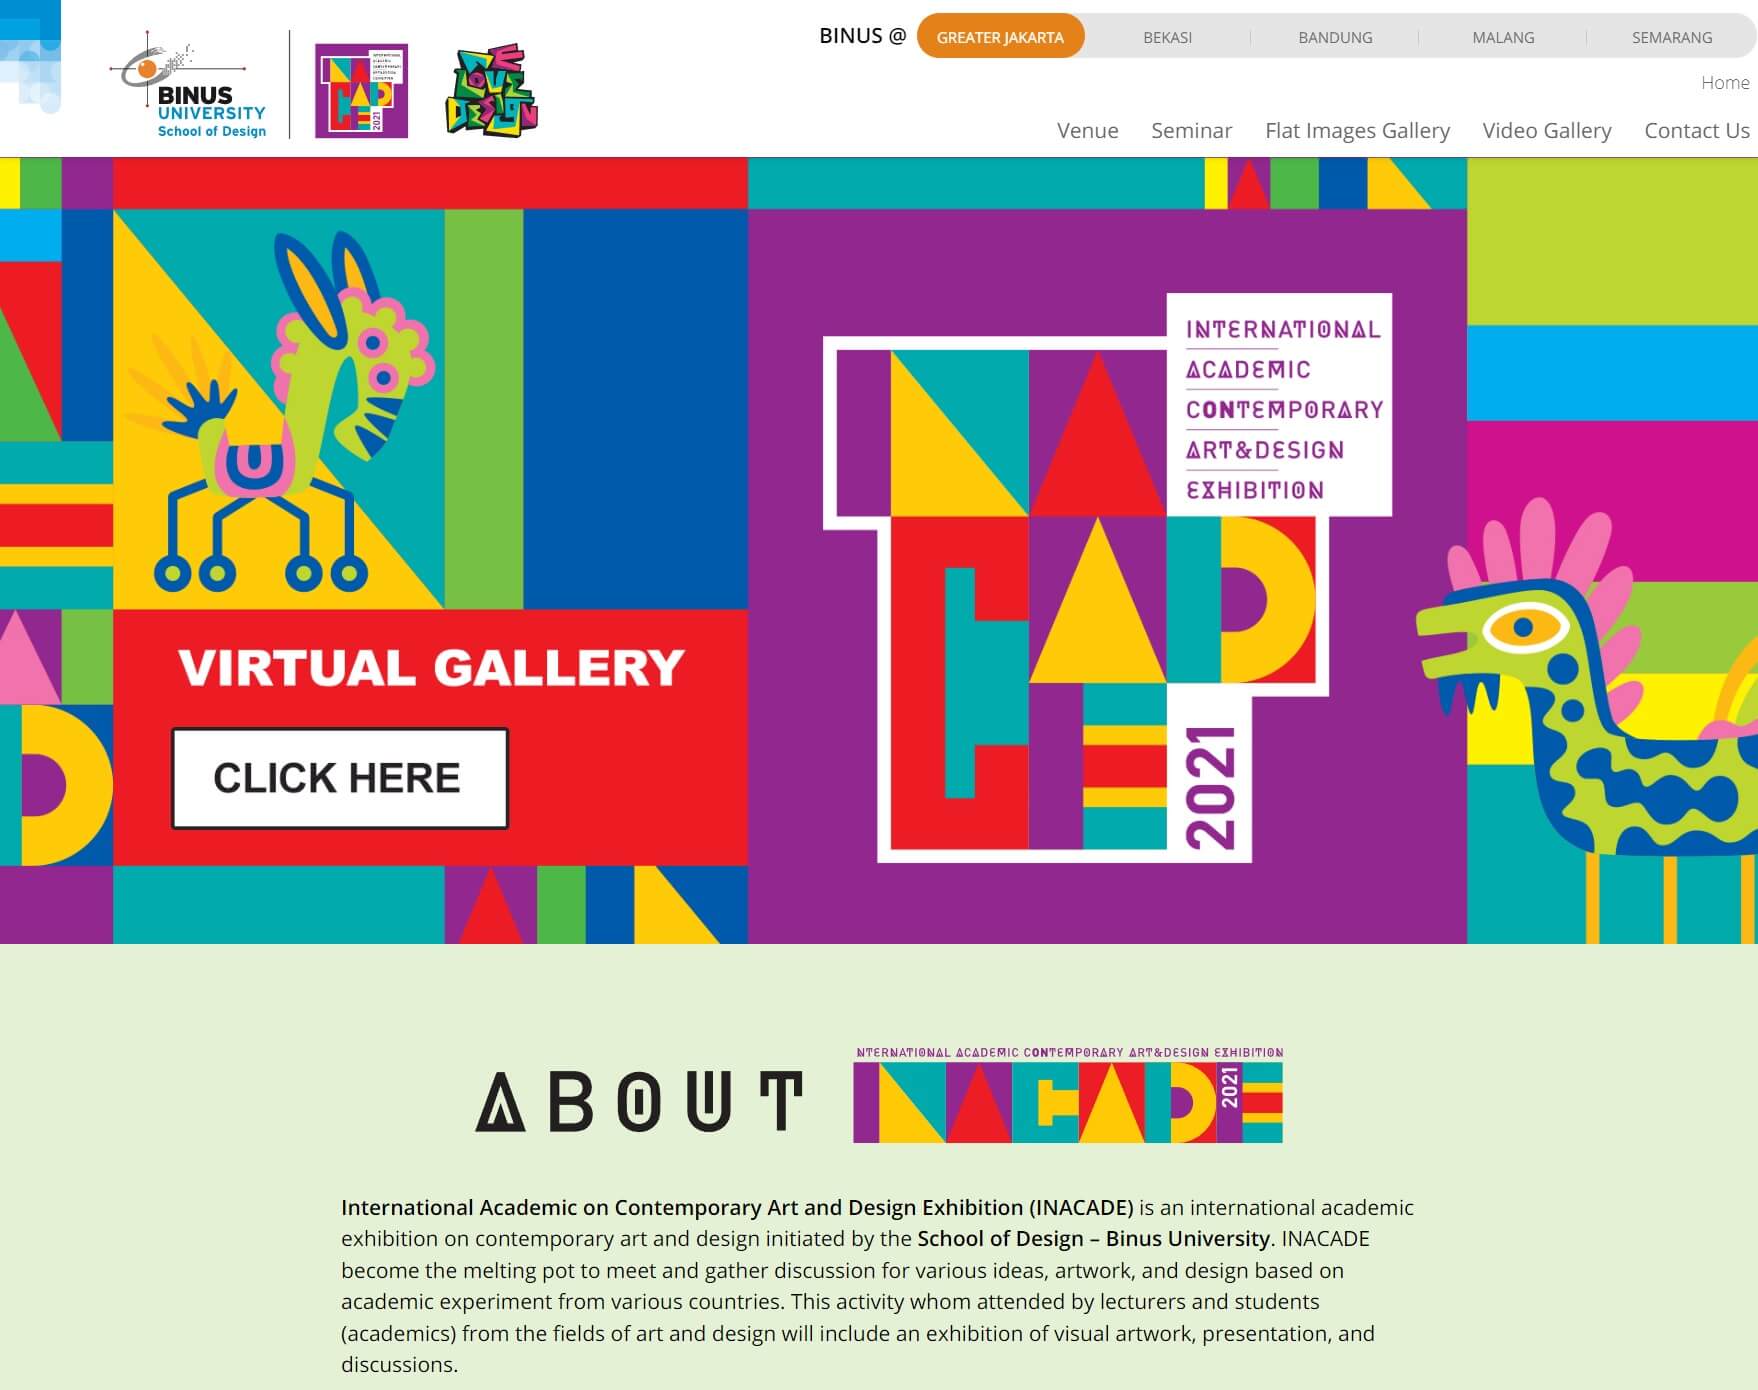 BINUS @ GREATER JAKARTA BEKASI BANDUNG MALANG SEMARANG
Home
BINUS
UNIVERSITY
School of Design
INACADE
2021
WE
LOVE
DESIGN
Venue Seminar Flat Images Gallery Video Gallery Contact Us
VIRTUAL GALLERY
CLICK HERE
INTERNATIONAL
ACADEMIC
CONTEMPORARY
ART&DESIGN
EXHIBITION
INA
CAD
E
2021
ABOUT
NTERNATIONAL ACADEMIC CONTEMPORARY ART&DESIGN EXHIBITION
INACADE
2021
International Academic on Contemporary Art and Design Exhibition (INACADE) is an international academic
exhibition on contemporary art and design initiated by the School of Design – Binus University. INACADE
become the melting pot to meet and gather discussion for various ideas, artwork, and design based on
academic experiment from various countries. This activity whom attended by lecturers and students
(academics) from the fields of art and design will include an exhibition of visual artwork, presentation, and
discussions.